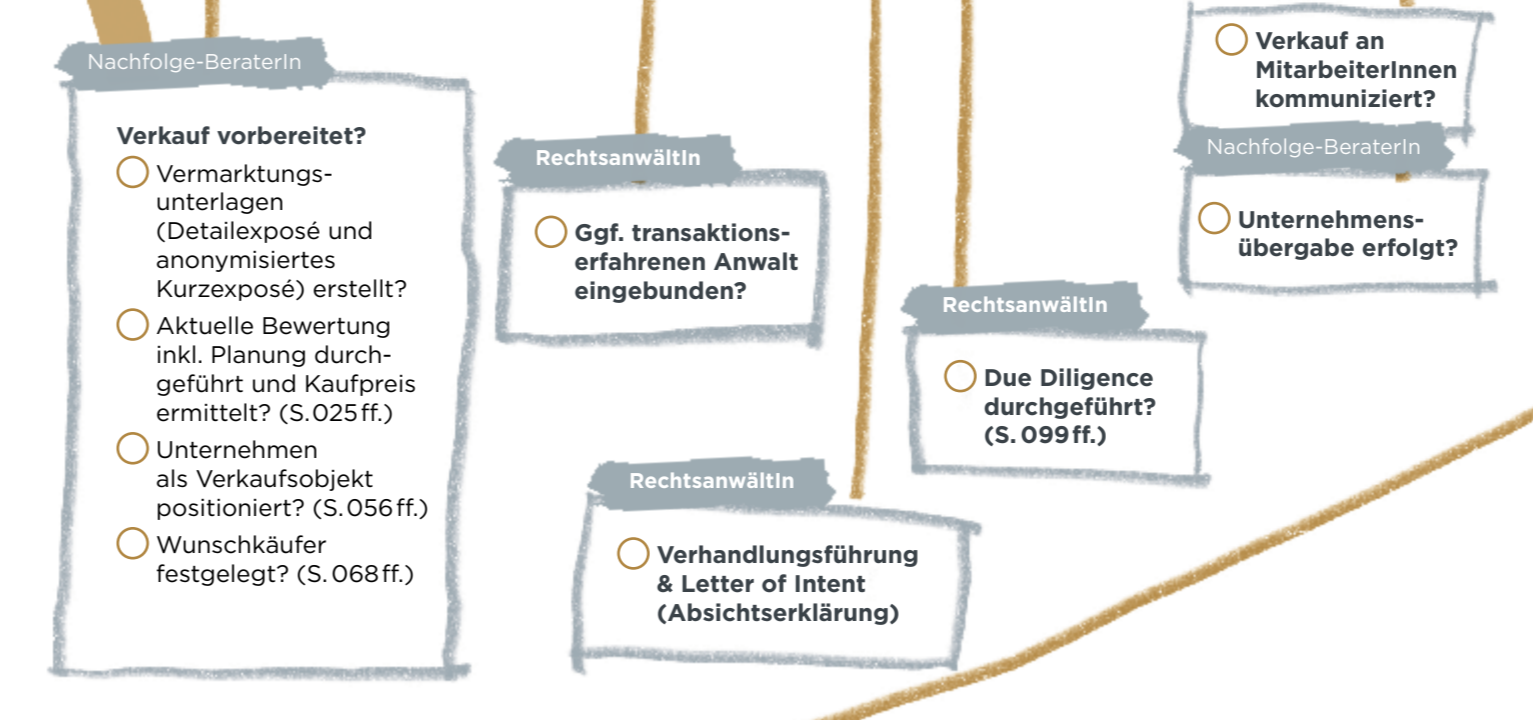 Nachfolge-BeraterIn
Verkauf vorbereitet?
Vermarktungs-
unterlagen
(Detailexposé und
anonymisiertes
Kurzexposé) erstellt?
Aktuelle Bewertung
inkl. Planung durch-
geführt und Kaufpreis
ermittelt? (S. 025 ff.)
Unternehmen
als Verkaufsobjekt
positioniert? (S. 056 ff.)
Wunschkäufer
festgelegt? (S. 068 ff.)
RechtsanwältIn
Ggf. transaktions-
erfahrenen Anwalt
eingebunden?
RechtsanwältIn
Verhandlungsführung
& Letter of Intent
(Absichtserklärung)
RechtsanwältIn
Due Diligence
durchgeführt?
(S. 099 ff.)
Verkauf an
MitarbeiterInnen
kommuniziert?
Nachfolge-BeraterIn
Unternehmens-
übergabe erfolgt?